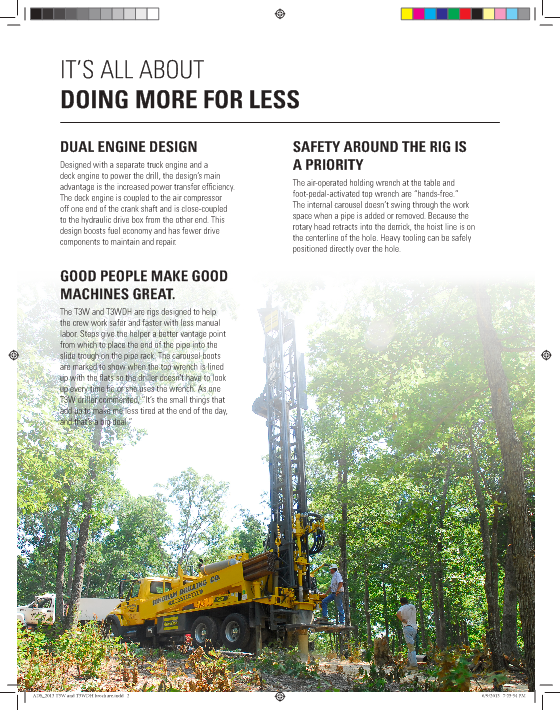 IT'S ALL ABOUT
DOING MORE FOR LESS
DUAL ENGINE DESIGN
Designed with a separate truck engine and a
deck engine to power the drill, the design's main
advantage is the increased power transfer efficiency.
The deck engine is coupled to the air compressor
off one end of the crank shaft and is close-coupled
to the hydraulic drive box from the other end. This
design boosts fuel economy and has fewer drive
components to maintain and repair.
GOOD PEOPLE MAKE GOOD
MACHINES GREAT.
The T3W and T3WDH are rigs designed to help
the crew work safer and faster with less manual
labor. Steps give the helper a better vantage point
from which to place the end of the pipe into the
slide trough on the pipe rack. The carousel boots
are marked to show when the top wrench is lined
up with the flats so the driller doesn't have to look
up every time he or she uses the wrench. As one
T3W driller commented, "It's the small things that
add up to make me less tired at the end of the day,
and that's a big deal."
SAFETY AROUND THE RIG IS
A PRIORITY
The air-operated holding wrench at the table and
foot-pedal-activated top wrench are "hands-free."
The internal carousel doesn't swing through the work
space when a pipe is added or removed. Because the
rotary head retracts into the derrick, the hoist line is on
the centerline of the hole. Heavy tooling can be safely
positioned directly over the hole.
DRILLING CO.